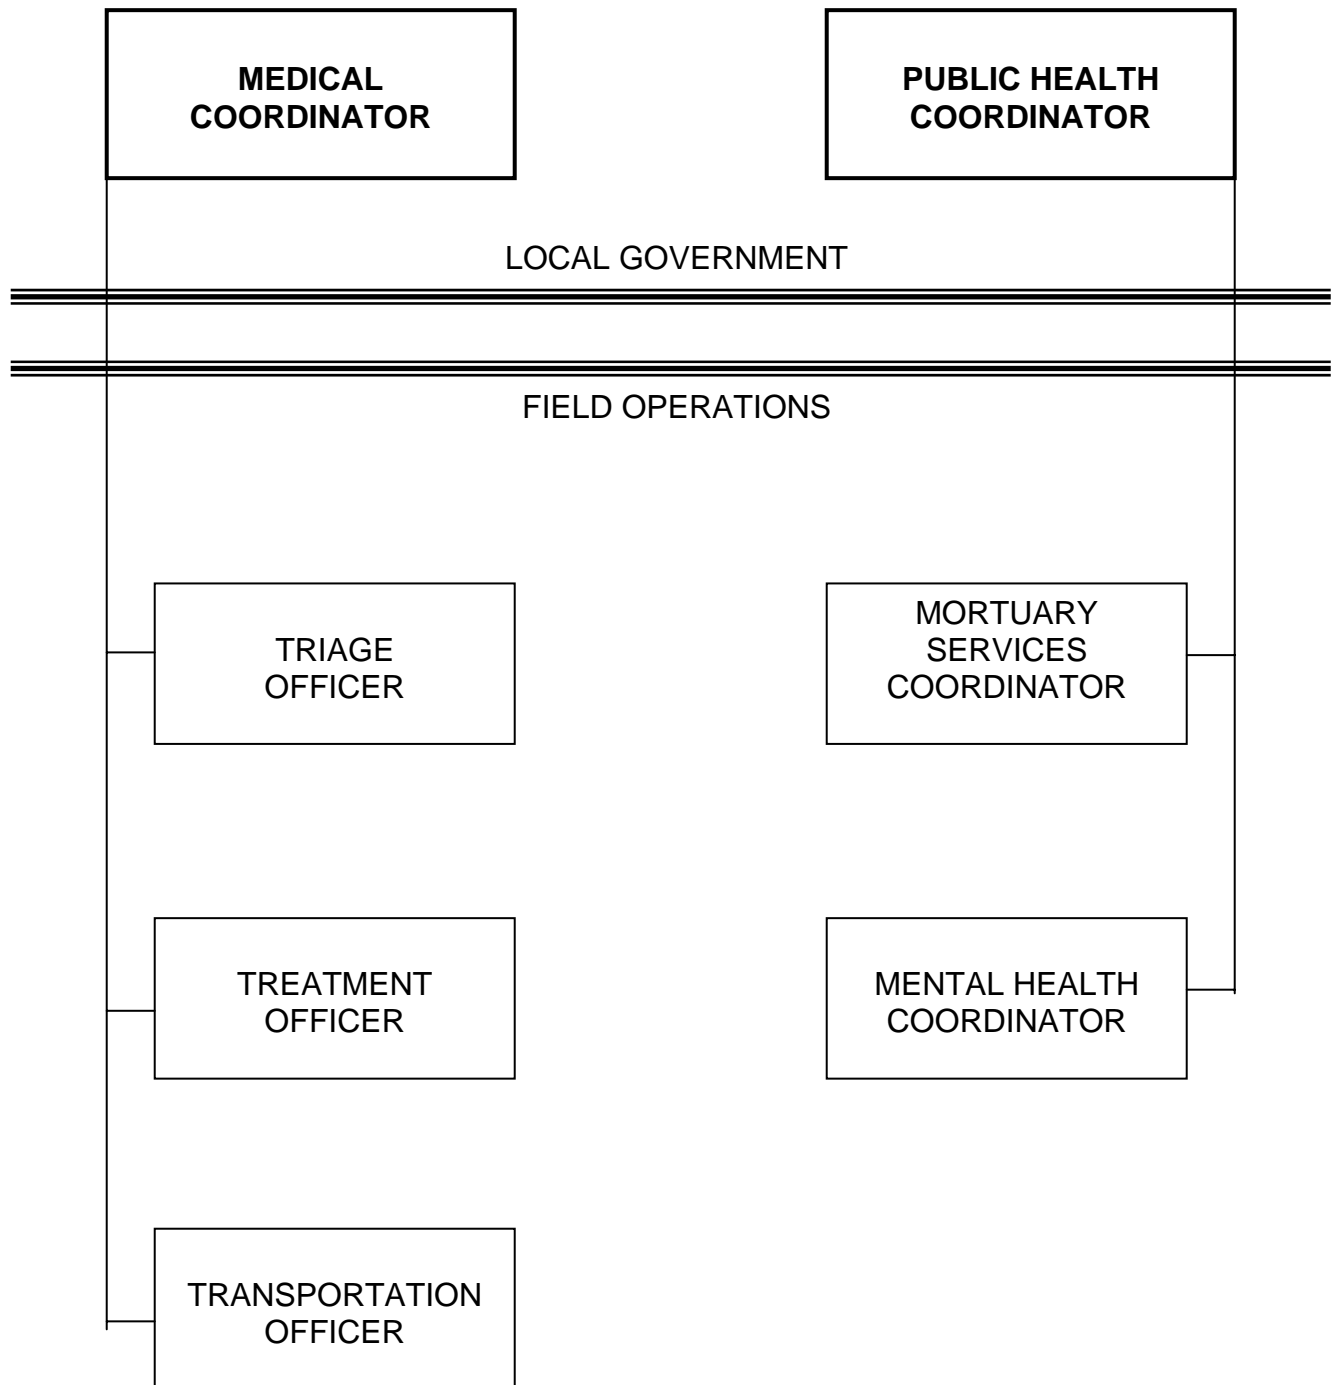 MEDICAL
COORDINATOR
PUBLIC HEALTH
COORDINATOR
LOCAL GOVERNMENT
FIELD OPERATIONS
TRIAGE
OFFICER
MORTUARY
SERVICES
COORDINATOR
TREATMENT
OFFICER
MENTAL HEALTH
COORDINATOR
TRANSPORTATION
OFFICER